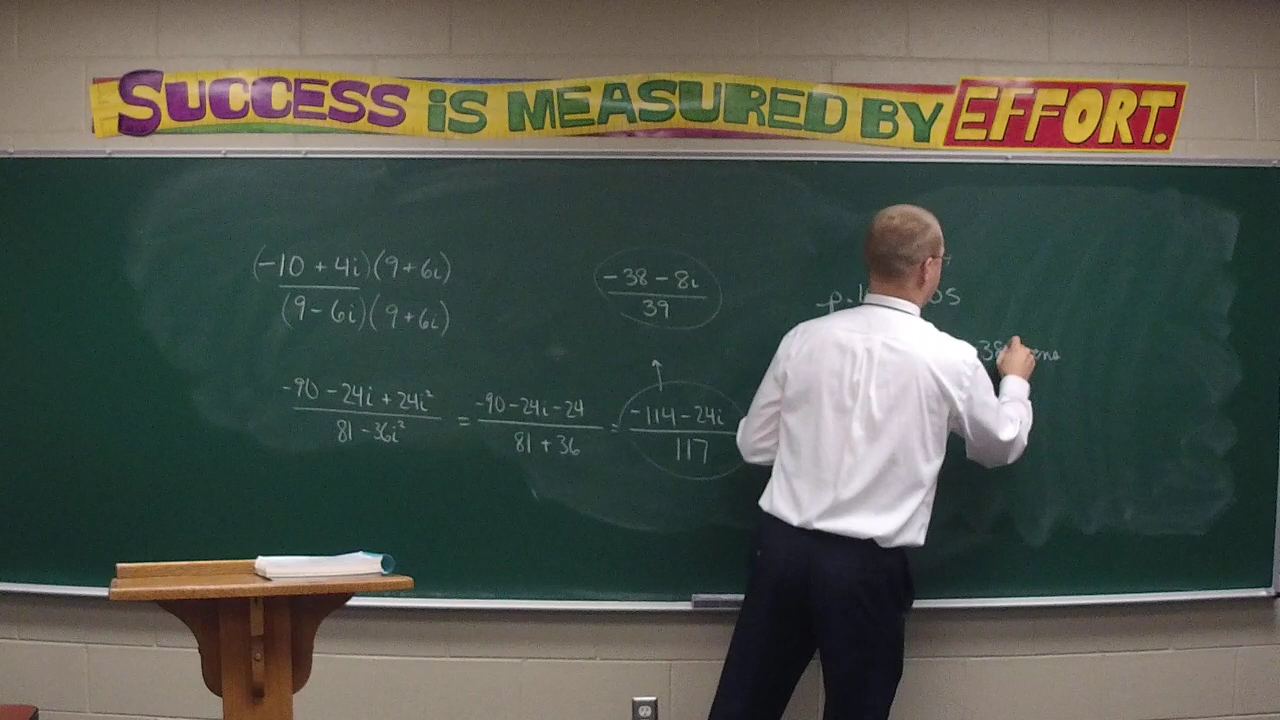 SUCCESS IS MEASURED BY EFFORT.
(-10 + 4i)(9+6i)
(9-6i)(9+6i)
-38 - 8i
39
-90 - 24i + 24i²
81 - 36i²
= -90-24i-24
81 + 36
= -114-24i
117